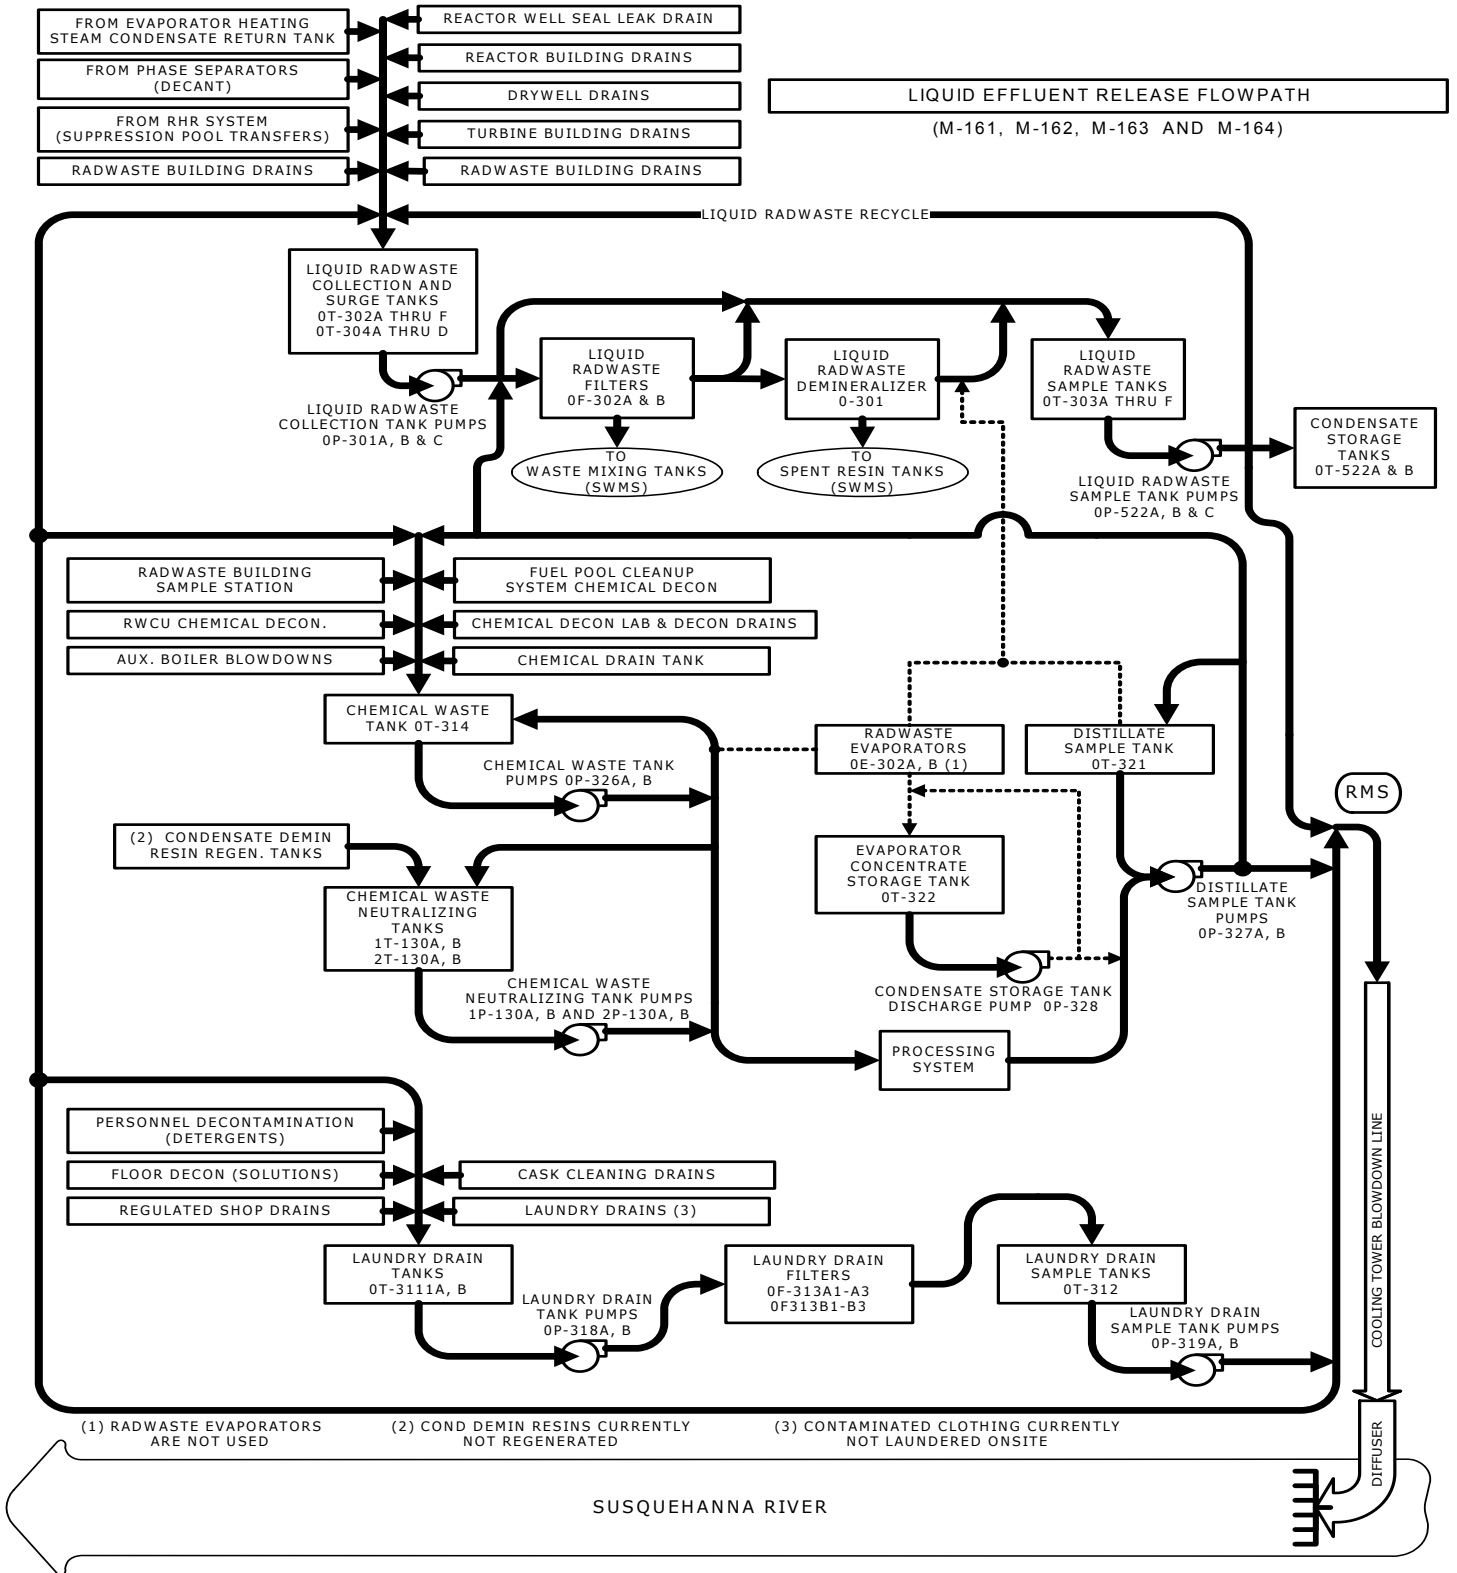 FROM EVAPORATOR HEATING
STEAM CONDENSATE RETURN TANK
REACTOR WELL SEAL LEAK DRAIN
FROM PHASE SEPARATORS
(DECANT)
REACTOR BUILDING DRAINS
DRYWELL DRAINS
FROM RHR SYSTEM
(SUPPRESSION POOL TRANSFERS)
TURBINE BUILDING DRAINS
RADWASTE BUILDING DRAINS
RADWASTE BUILDING DRAINS
LIQUID EFFLUENT RELEASE FLOWPATH
(M-161, M-162, M-163 AND M-164)
LIQUID RADWASTE RECYCLE
LIQUID RADWASTE
COLLECTION AND
SURGE TANKS
0T-302A THRU F
0T-304A THRU D
LIQUID RADWASTE
COLLECTION TANK PUMPS
0P-301A, B & C
LIQUID
RADWASTE
FILTERS
0F-302A & B
TO
WASTE MIXING TANKS
(SWMS)
LIQUID
RADWASTE
DEMINERALIZER
0-301
TO
SPENT RESIN TANKS
(SWMS)
LIQUID
RADWASTE
SAMPLE TANKS
0T-303A THRU F
LIQUID RADWASTE
SAMPLE TANK PUMPS
0P-522A, B & C
CONDENSATE
STORAGE
TANKS
0T-522A & B
RADWASTE BUILDING
SAMPLE STATION
FUEL POOL CLEANUP
SYSTEM CHEMICAL DECON
RWCU CHEMICAL DECON.
CHEMICAL DECON LAB & DECON DRAINS
AUX. BOILER BLOWDOWNS
CHEMICAL DRAIN TANK
CHEMICAL WASTE
TANK 0T-314
CHEMICAL WASTE TANK
PUMPS 0P-326A, B
RADWASTE
EVAPORATORS
0E-302A, B (1)
DISTILLATE
SAMPLE TANK
0T-321
RMS
(2) CONDENSATE DEMIN
RESIN REGEN. TANKS
EVAPORATOR
CONCENTRATE
STORAGE TANK
0T-322
DISTILLATE
SAMPLE TANK
PUMPS
0P-327A, B
CHEMICAL WASTE
NEUTRALIZING
TANKS
1T-130A, B
2T-130A, B
CHEMICAL WASTE
NEUTRALIZING TANK PUMPS
1P-130A, B AND 2P-130A, B
CONDENSATE STORAGE TANK
DISCHARGE PUMP 0P-328
PROCESSING
SYSTEM
PERSONNEL DECONTAMINATION
(DETERGENTS)
FLOOR DECON (SOLUTIONS)
CASK CLEANING DRAINS
REGULATED SHOP DRAINS
LAUNDRY DRAINS (3)
LAUNDRY DRAIN
TANKS
0T-3111A, B
LAUNDRY DRAIN
TANK PUMPS
0P-318A, B
LAUNDRY DRAIN
FILTERS
0F-313A1-A3
0F313B1-B3
LAUNDRY DRAIN
SAMPLE TANKS
0T-312
LAUNDRY DRAIN
SAMPLE TANK PUMPS
0P-319A, B
COOLING TOWER BLOWDOWN LINE
(1) RADWASTE EVAPORATORS
ARE NOT USED
(2) COND DEMIN RESINS CURRENTLY
NOT REGENERATED
(3) CONTAMINATED CLOTHING CURRENTLY
NOT LAUNDERED ONSITE
DIFFUSER
SUSQUEHANNA RIVER